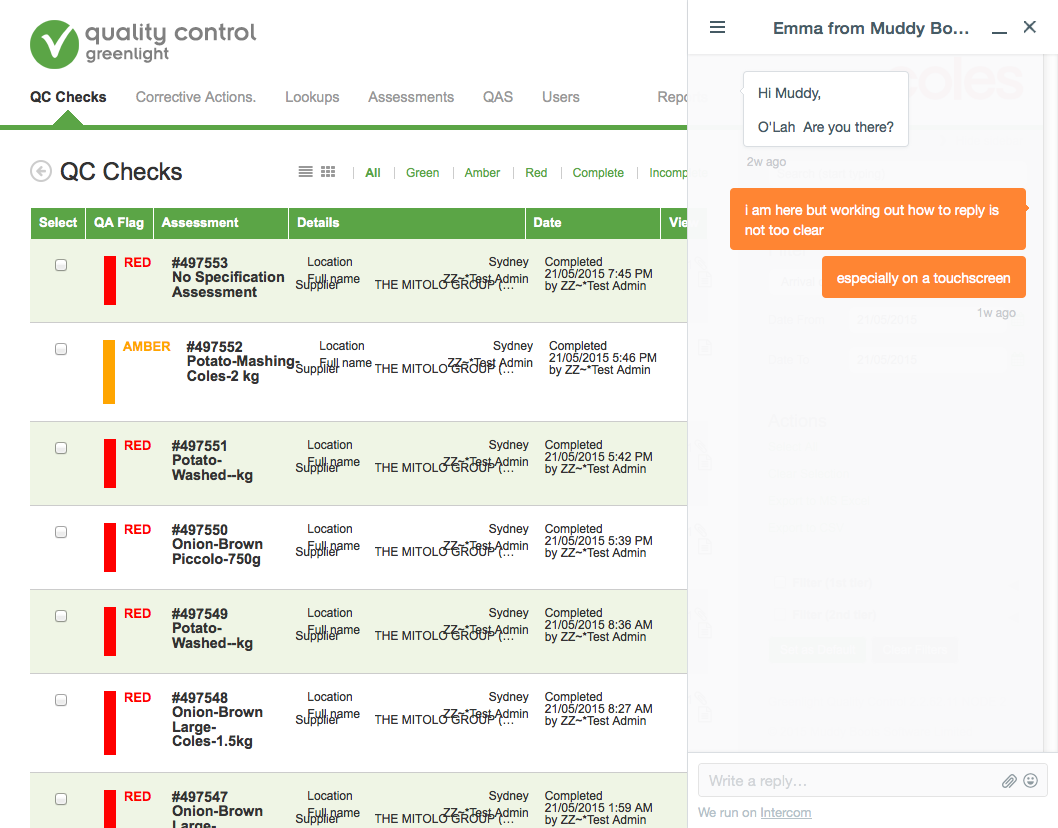 quality control
greenlight
QC Checks Corrective Actions. Lookups Assessments QAS Users
QC Checks
All Green Amber Red Complete
Select QA Flag Assessment Details Date
RED #497553 Location Sydney Completed
No Specification Full name ZZ~*Test Admin 21/05/2015 7:45 PM
Assessment Supplier THE MITOLO GROUP (… by ZZ~*Test Admin
AMBER #497552 Location Sydney Completed
Potato-Mashing- Full name ZZ~*Test Admin 21/05/2015 5:46 PM
Coles-2 kg Supplier THE MITOLO GROUP (… by ZZ~*Test Admin
RED #497551 Location Sydney Completed
Potato- Full name ZZ~*Test Admin 21/05/2015 5:42 PM
Washed--kg Supplier THE MITOLO GROUP (… by ZZ~*Test Admin
RED #497550 Location Sydney Completed
Onion-Brown Full name ZZ~*Test Admin 21/05/2015 5:39 PM
Piccolo-750g Supplier THE MITOLO GROUP (… by ZZ~*Test Admin
RED #497549 Location Sydney Completed
Potato- Full name ZZ~*Test Admin 21/05/2015 8:36 AM
Washed--kg Supplier THE MITOLO GROUP (… by ZZ~*Test Admin
RED #497548 Location Sydney Completed
Onion-Brown Full name ZZ~*Test Admin 21/05/2015 8:27 AM
Large- Supplier THE MITOLO GROUP (… by ZZ~*Test Admin
Coles-1.5kg
RED #497547 Location Sydney Completed
Onion-Brown Full name ZZ~*Test Admin 21/05/2015 1:59 AM
Large- Supplier THE MITOLO GROUP (… by ZZ~*Test Admin
Emma from Muddy Bo…
coles
Hi Muddy,
O'Lah Are you there?
2w ago
i am here but working out how to reply is
not too clear
especially on a touchscreen
1w ago
Actions
Write a reply…
We run on Intercom